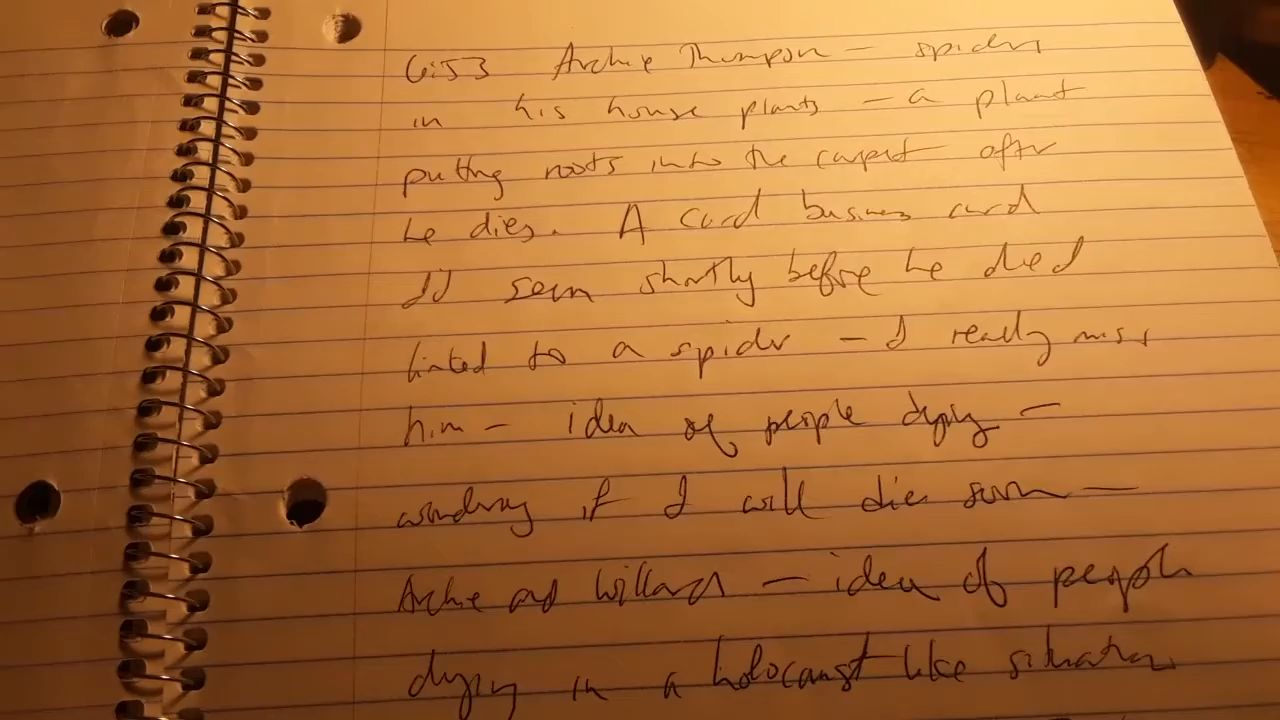 6:53 Archie Thompson – spiders
in his house plants – a plant
putting roots into the carpet after
he dies. A card business card
I'd seen shortly before he died
linked to a spider – I really miss
him – idea of people dying –
wondering if I will die soon –
Archie and Willard – idea of people
dying in a holocaust like situation